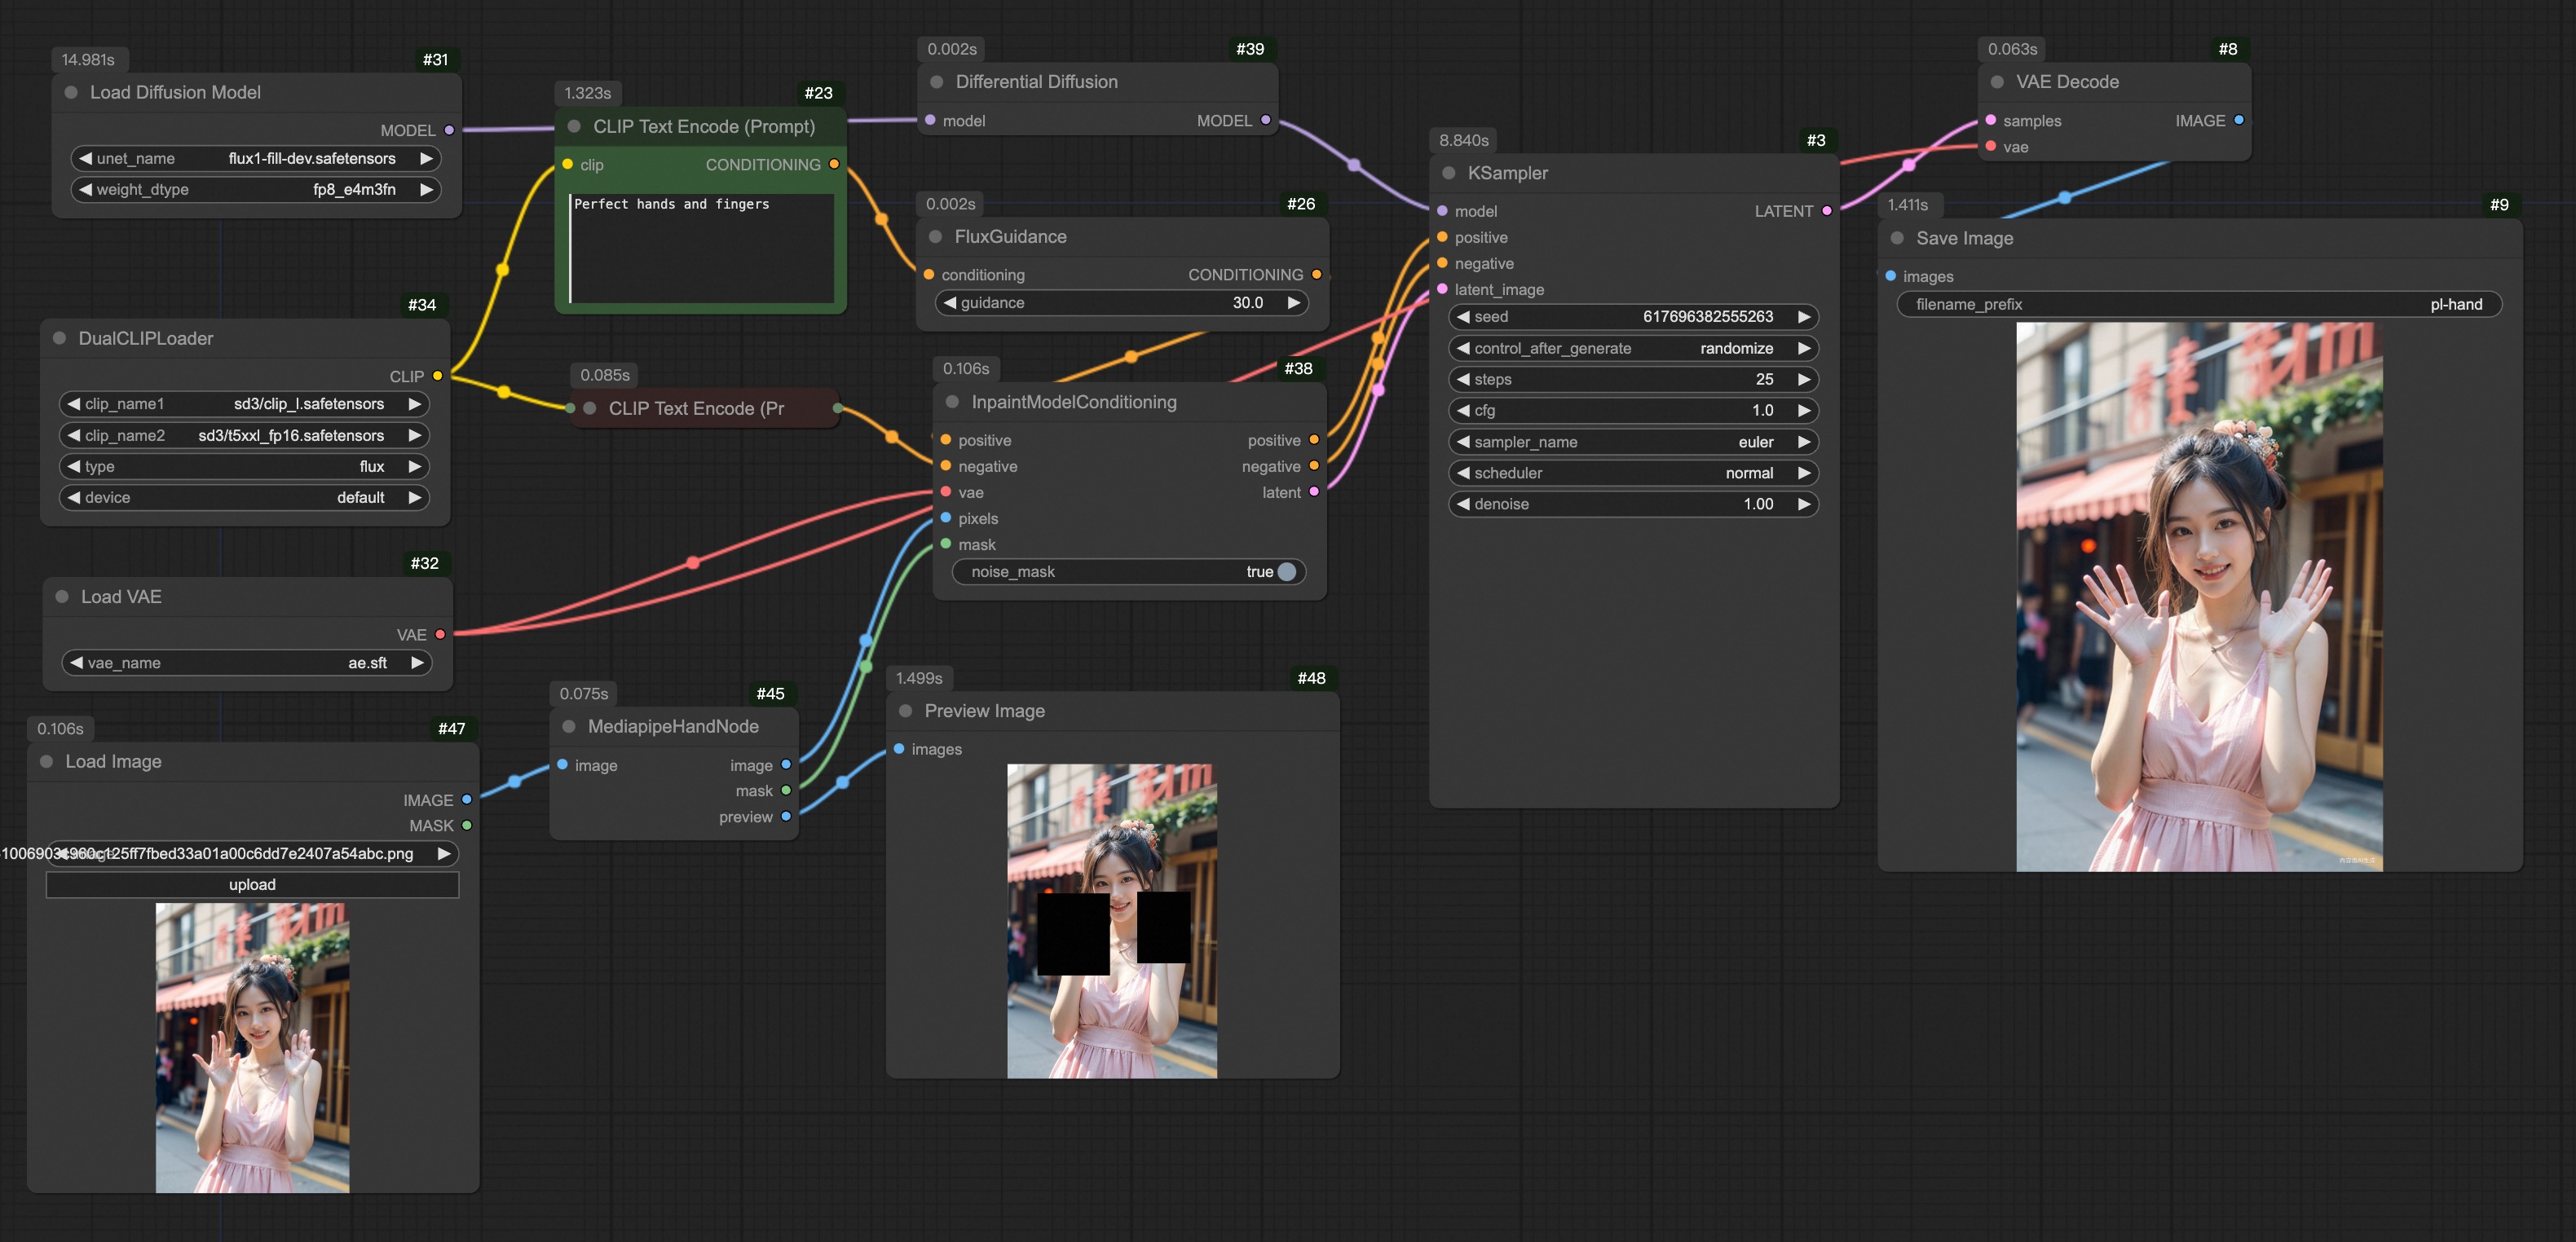 14.981s
#31
Load Diffusion Model
MODEL
unet_name flux1-fill-dev.safetensors
weight_dtype fp8_e4m3fn
#34
DualCLIPLoader
CLIP
clip_name1 sd3/clip_l.safetensors
clip_name2 sd3/t5xxl_fp16.safetensors
type flux
device default
#32
Load VAE
VAE
vae_name ae.sft
0.106s
#47
Load Image
IMAGE
MASK
upload
1.323s
#23
CLIP Text Encode (Prompt)
clip CONDITIONING
Perfect hands and fingers
0.085s
CLIP Text Encode (Pr
0.075s
#45
MediapipeHandNode
image image
mask
preview
0.002s
#39
Differential Diffusion
model MODEL
0.002s
#26
FluxGuidance
conditioning CONDITIONING
guidance 30.0
0.106s
#38
InpaintModelConditioning
positive positive
negative negative
vae latent
pixels
mask
noise_mask true
1.499s
#48
Preview Image
images
8.840s
#3
KSampler
model LATENT
positive
negative
latent_image
seed 617696382555263
control_after_generate randomize
steps 25
cfg 1.0
sampler_name euler
scheduler normal
denoise 1.00
0.063s
#8
VAE Decode
samples IMAGE
vae
1.411s
#9
Save Image
images
filename_prefix pl-hand